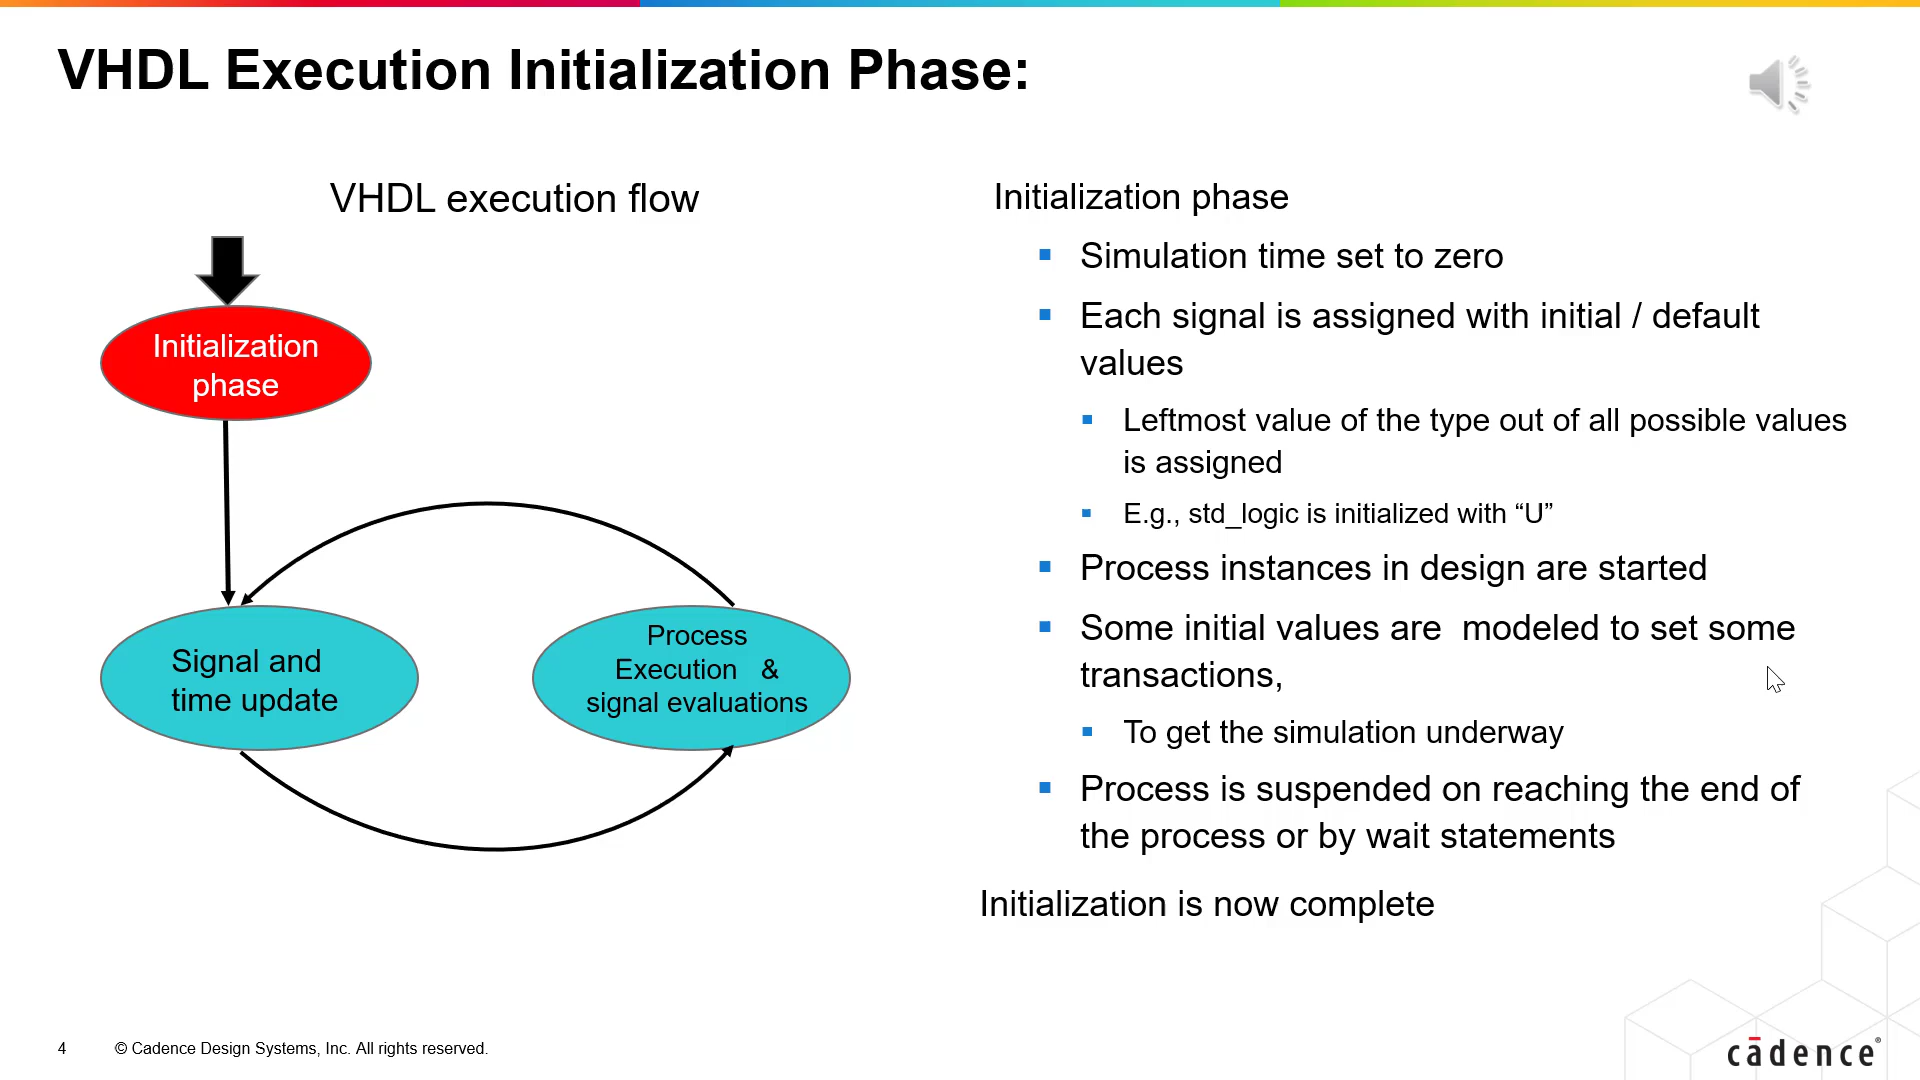 VHDL Execution Initialization Phase:
VHDL execution flow
Initialization
phase
Signal and
time update
Process
Execution &
signal evaluations
Initialization phase
Simulation time set to zero
Each signal is assigned with initial / default
values
Leftmost value of the type out of all possible values
is assigned
E.g., std_logic is initialized with “U”
Process instances in design are started
Some initial values are modeled to set some
transactions,
To get the simulation underway
Process is suspended on reaching the end of
the process or by wait statements
Initialization is now complete
4 © Cadence Design Systems, Inc. All rights reserved.
cādence®